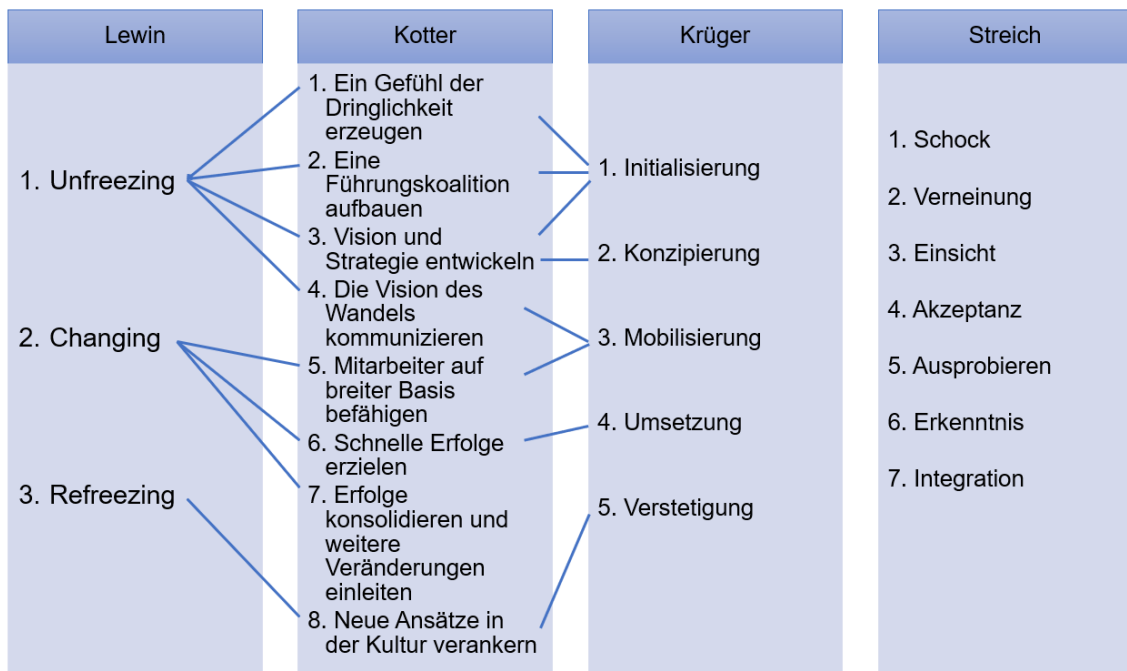 Lewin
1. Unfreezing
2. Changing
3. Refreezing
Kotter
1. Ein Gefühl der
Dringlichkeit
erzeugen
2. Eine
Führungskoalition
aufbauen
3. Vision und
Strategie entwickeln
4. Die Vision des
Wandels
kommunizieren
5. Mitarbeiter auf
breiter Basis
befähigen
6. Schnelle Erfolge
erzielen
7. Erfolge
konsolidieren und
weitere
Veränderungen
einleiten
8. Neue Ansätze in
der Kultur verankern
Krüger
1. Initialisierung
2. Konzipierung
3. Mobilisierung
4. Umsetzung
5. Verstetigung
Streich
1. Schock
2. Verneinung
3. Einsicht
4. Akzeptanz
5. Ausprobieren
6. Erkenntnis
7. Integration